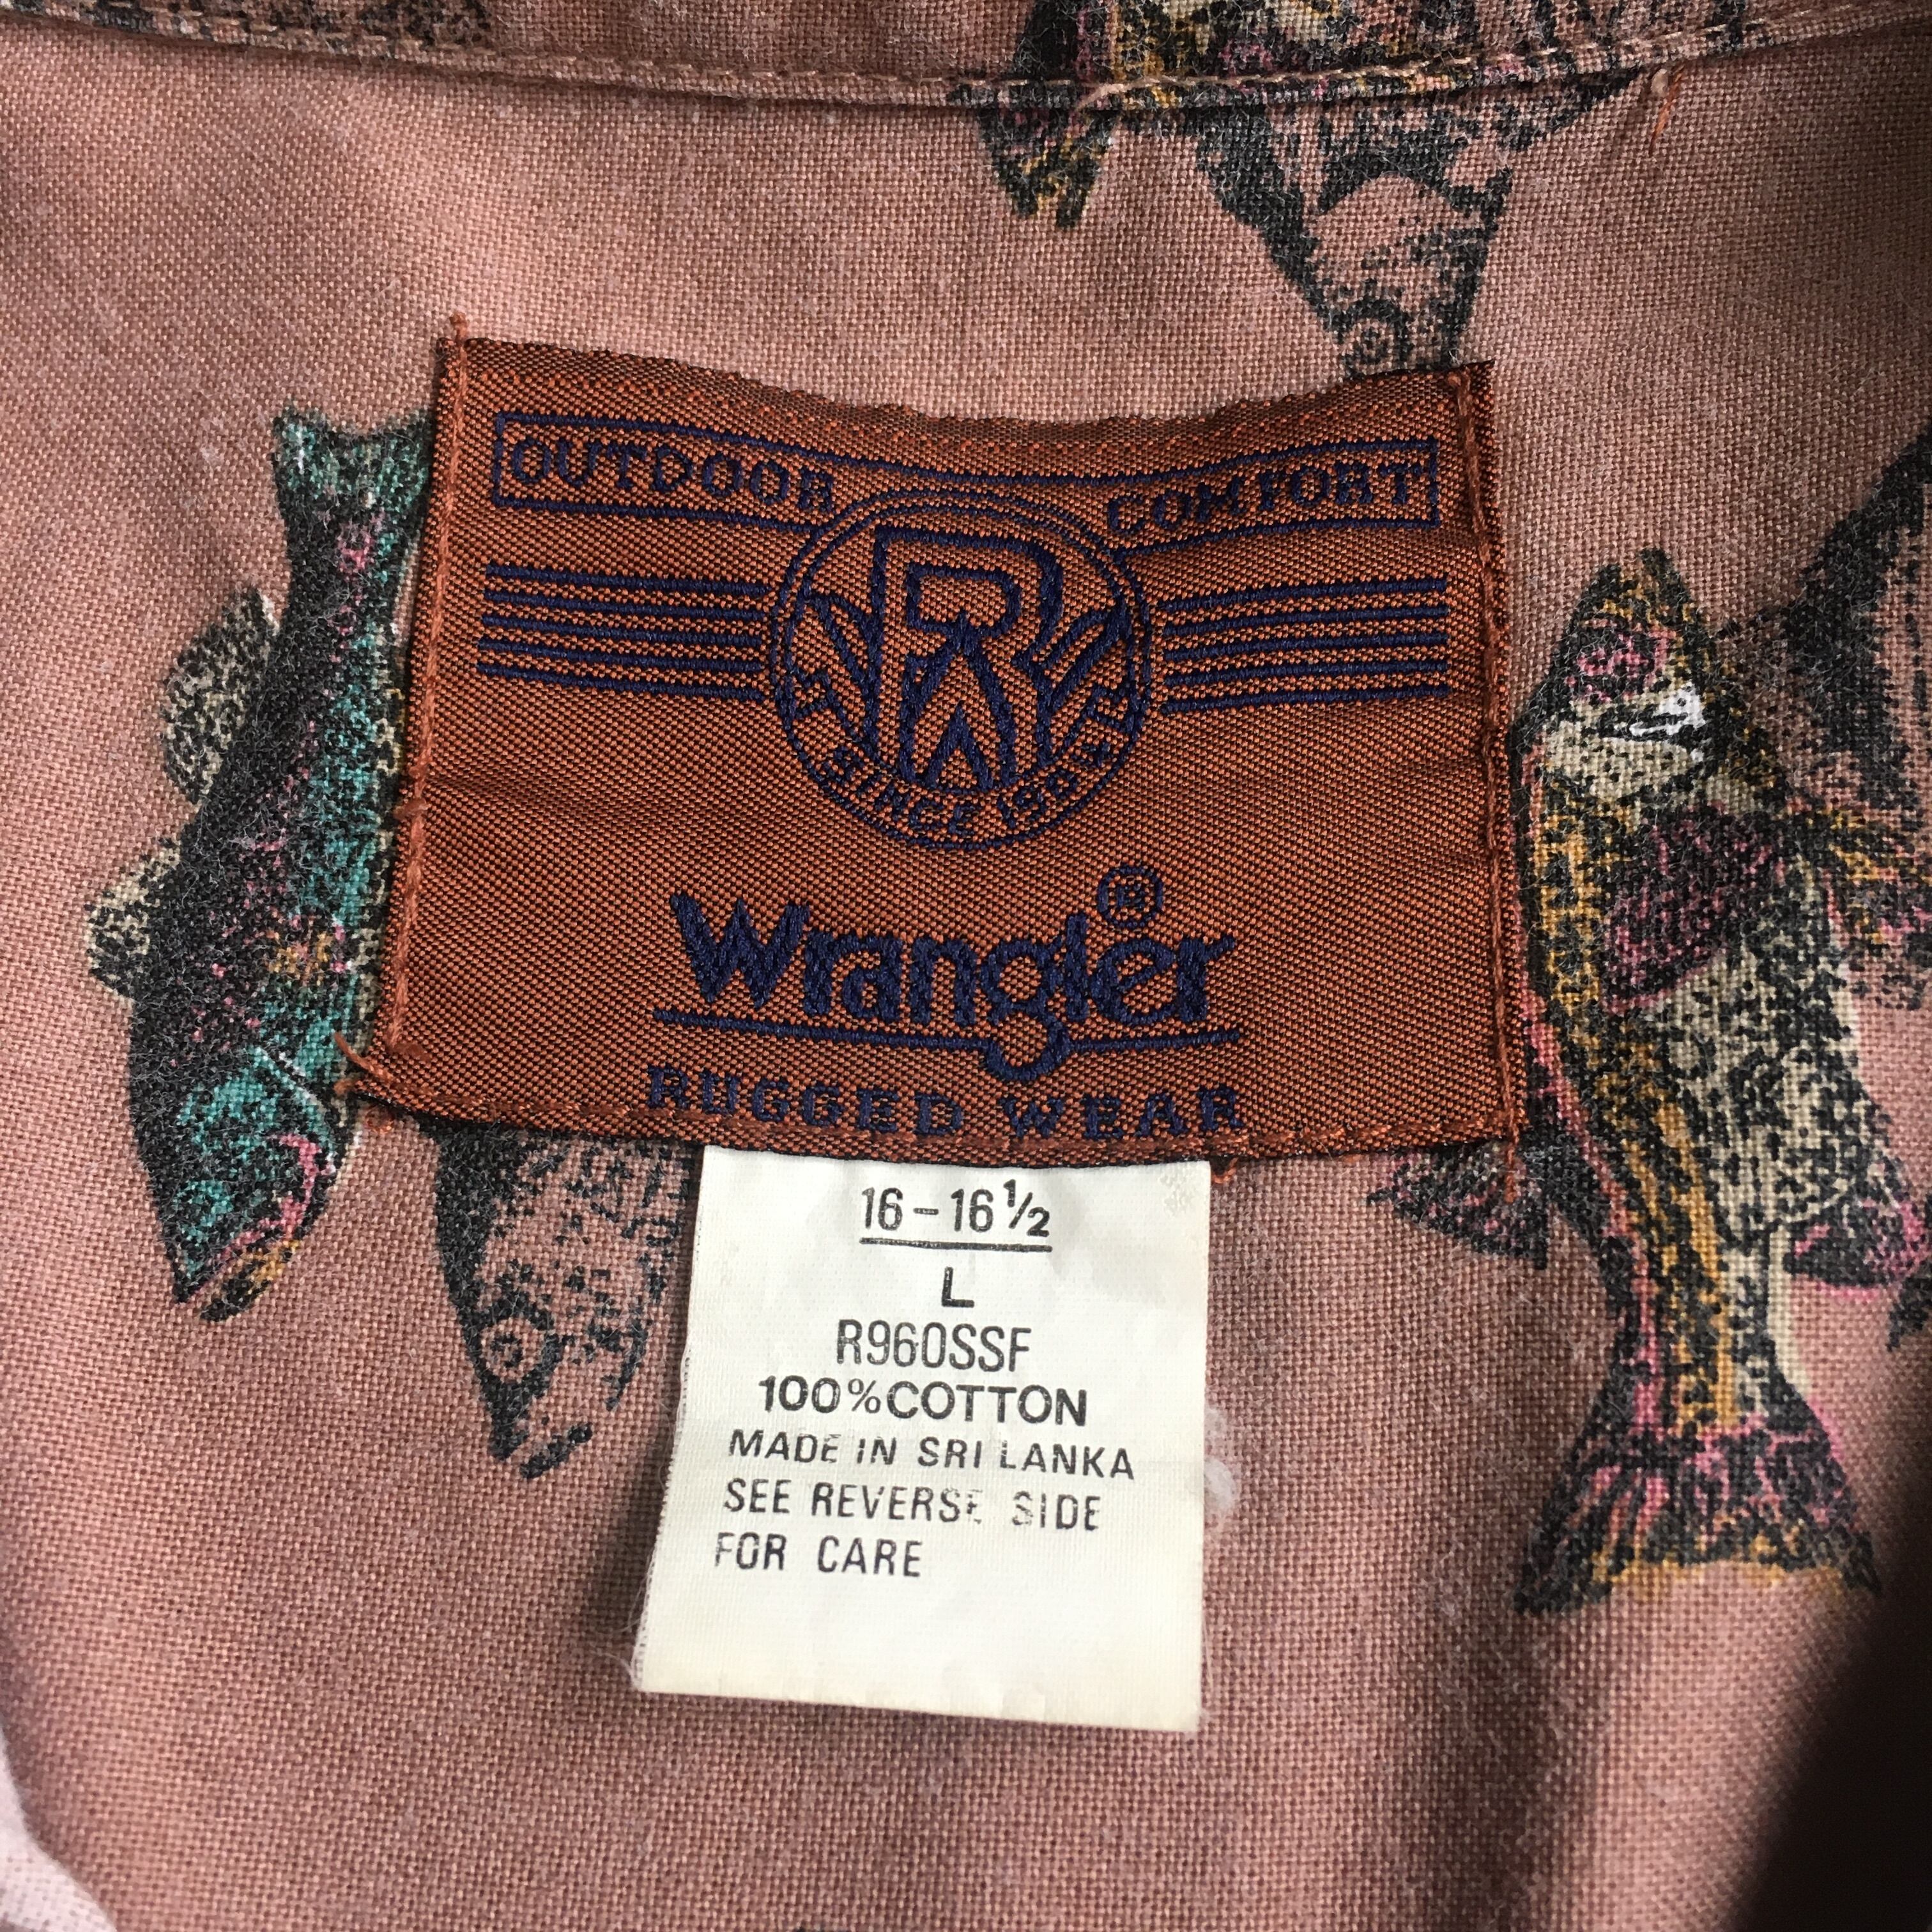 OUTDOOR COMFORT
RW
SINCE
Wrangler®
RUGGED WEAR
16-16½
L
R960SSF
100%COTTON
MADE IN SRI LANKA
SEE REVERSE SIDE
FOR CARE